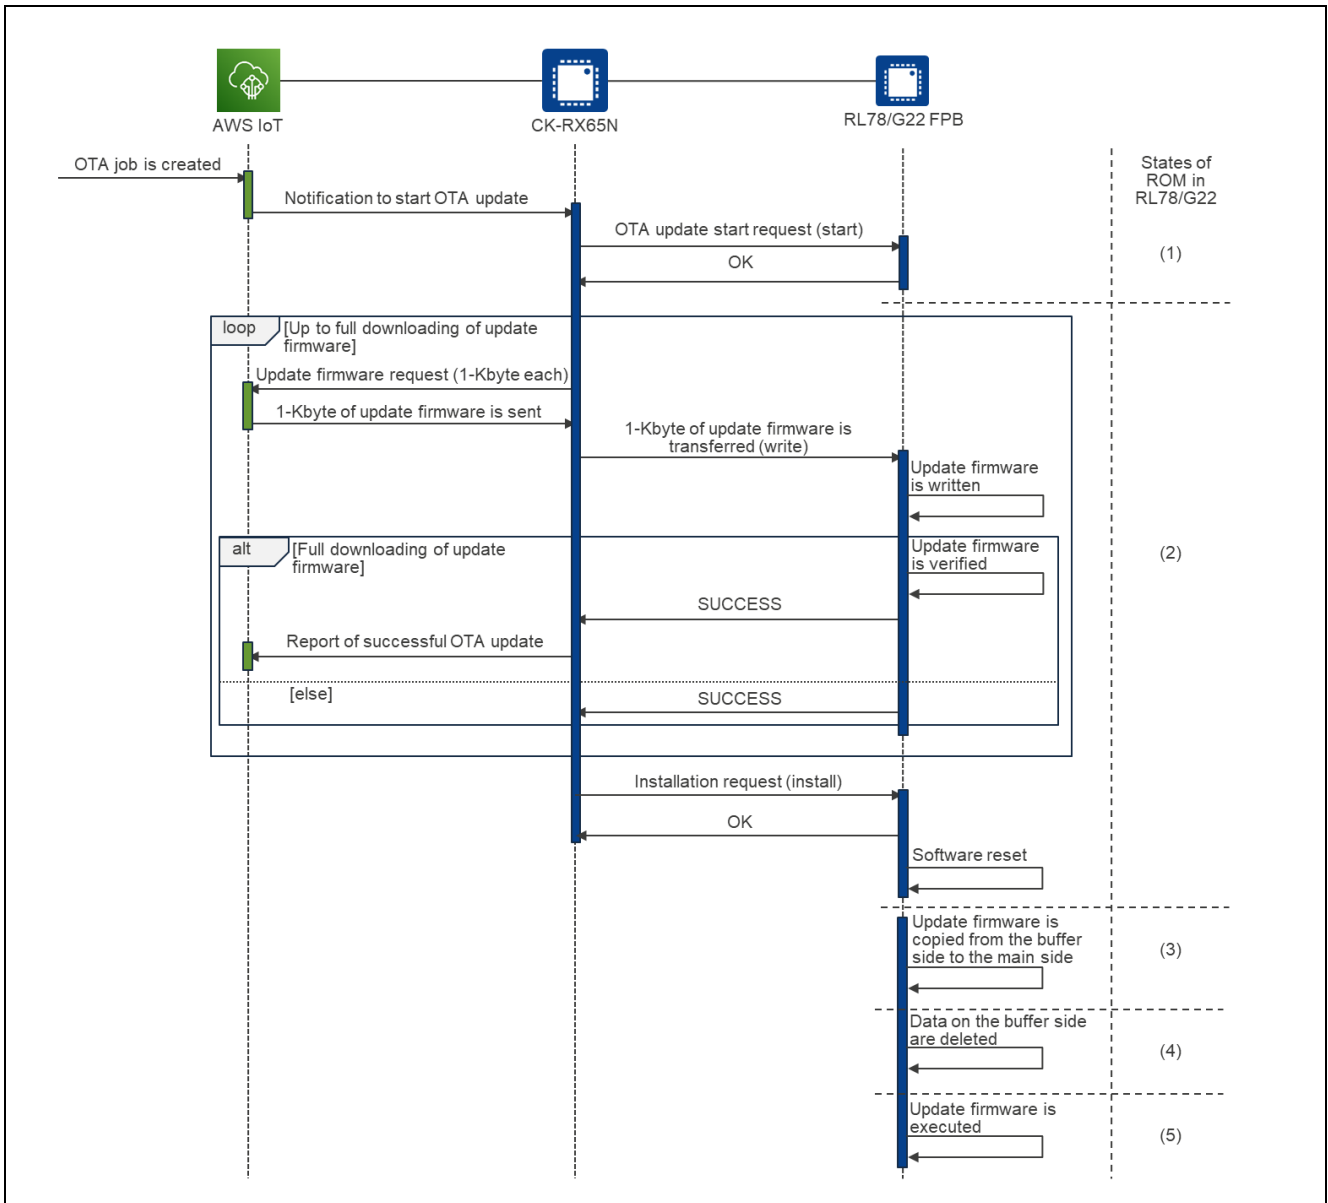 AWS IoT
CK-RX65N
RL78/G22 FPB
OTA job is created
States of
ROM in
RL78/G22
Notification to start OTA update
OTA update start request (start)
(1)
OK
loop
[Up to full downloading of update
firmware]
Update firmware request (1-Kbyte each)
1-Kbyte of update firmware is sent
1-Kbyte of update firmware is
transferred (write)
Update firmware
is written
alt
[Full downloading of update
firmware]
Update firmware
is verified
(2)
SUCCESS
Report of successful OTA update
[else]
SUCCESS
Installation request (install)
OK
Software reset
Update firmware is
copied from the buffer
side to the main side
(3)
Data on the buffer side
are deleted
(4)
Update firmware is
executed
(5)